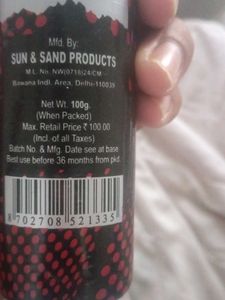 Mfd. By:
SUN & SAND PRODUCTS
M.L. No. NW(0718)24/CM
Bawana Indl. Area, Delhi-110039
Net Wt. 100g.
(When Packed)
Max. Retail Price ₹ 100.00
(Incl. of all Taxes)
Batch No. & Mfg. Date see at base
Best use before 36 months from pkd.
8 702708 521335